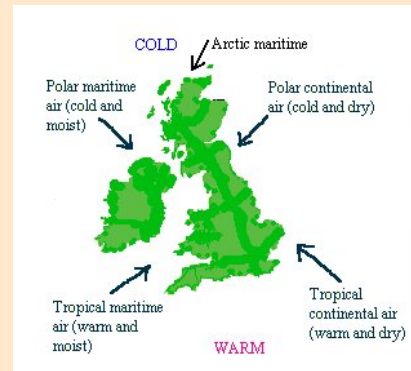 COLD
Arctic maritime
Polar maritime
air (cold and
moist)
Polar continental
air (cold and dry)
Tropical maritime
air (warm and
moist)
Tropical
continental air
(warm and dry)
WARM